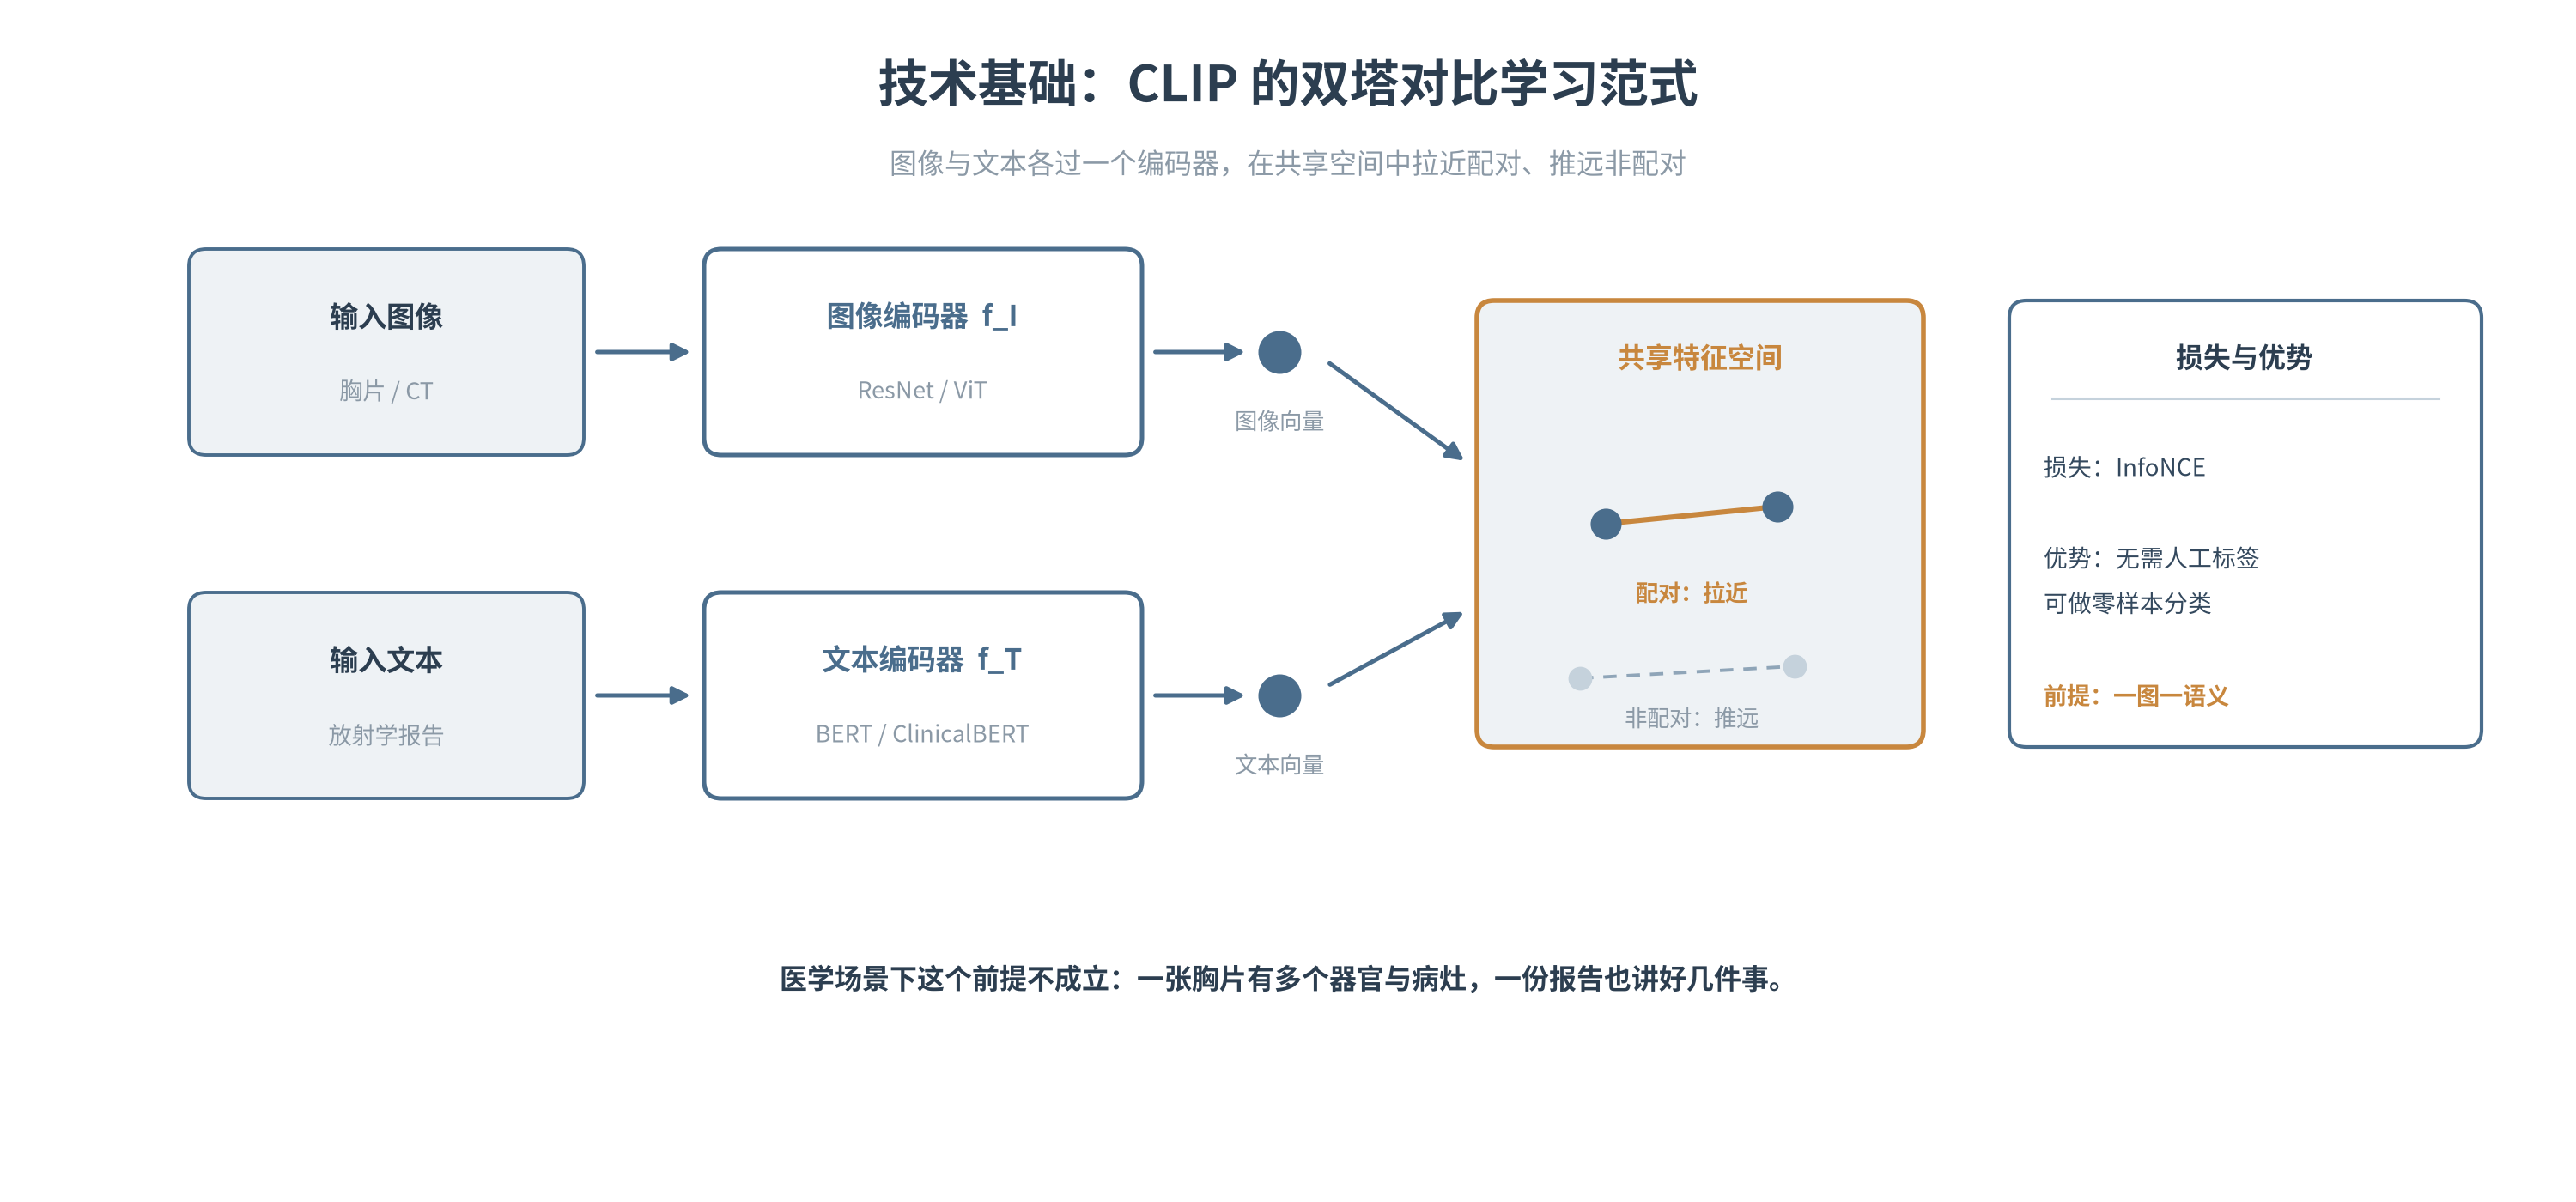 技术基础：CLIP 的双塔对比学习范式
图像与文本各过一个编码器，在共享空间中拉近配对、推远非配对
输入图像
胸片 / CT
图像编码器 f_I
ResNet / ViT
图像向量
输入文本
放射学报告
文本编码器 f_T
BERT / ClinicalBERT
文本向量
共享特征空间
配对：拉近
非配对：推远
损失与优势
损失：InfoNCE
优势：无需人工标签
可做零样本分类
前提：一图一语义
医学场景下这个前提不成立：一张胸片有多个器官与病灶，一份报告也讲好几件事。